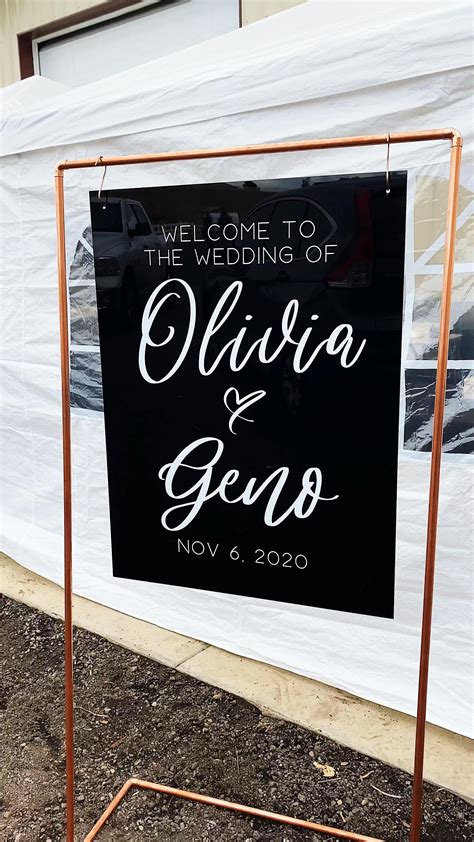 WELCOME TO
THE WEDDING OF
Olivia
&
Geno
NOV 6, 2020